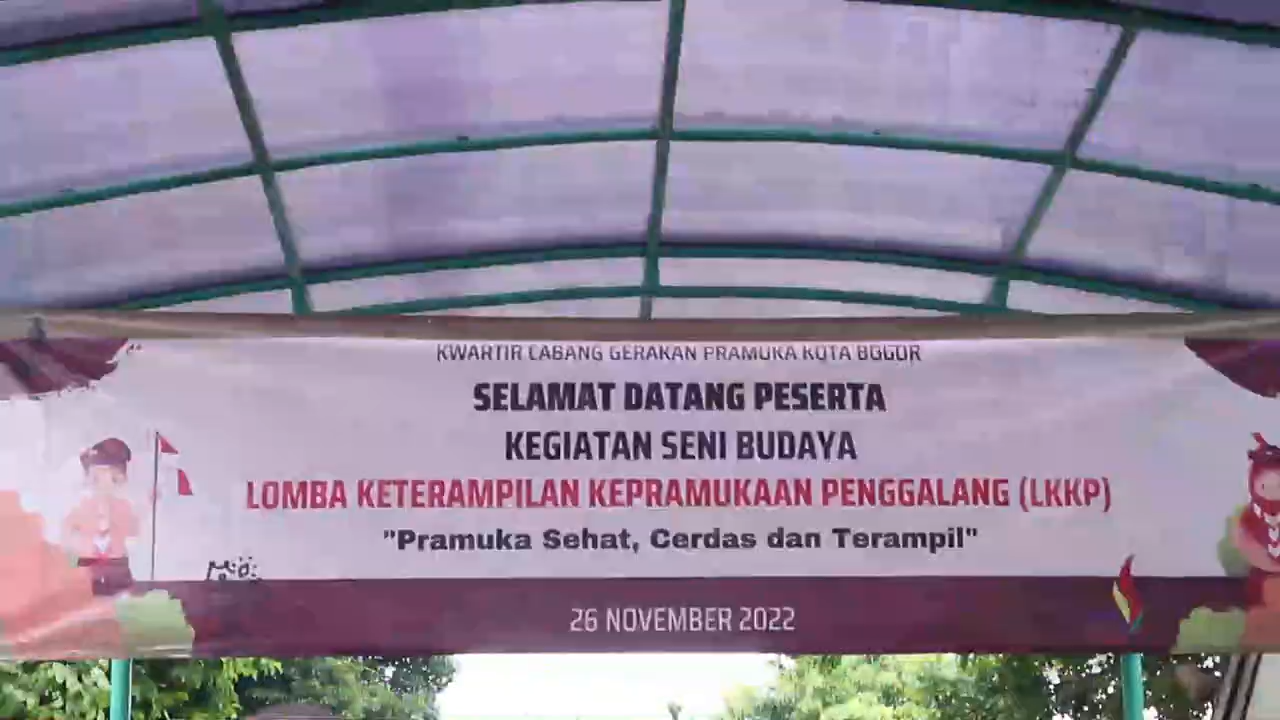 KWARTIR CABANG GERAKAN PRAMUKA KOTA BOGOR
SELAMAT DATANG PESERTA
KEGIATAN SENI BUDAYA
LOMBA KETERAMPILAN KEPRAMUKAAN PENGGALANG (LKKP)
"Pramuka Sehat, Cerdas dan Terampil"
26 NOVEMBER 2022